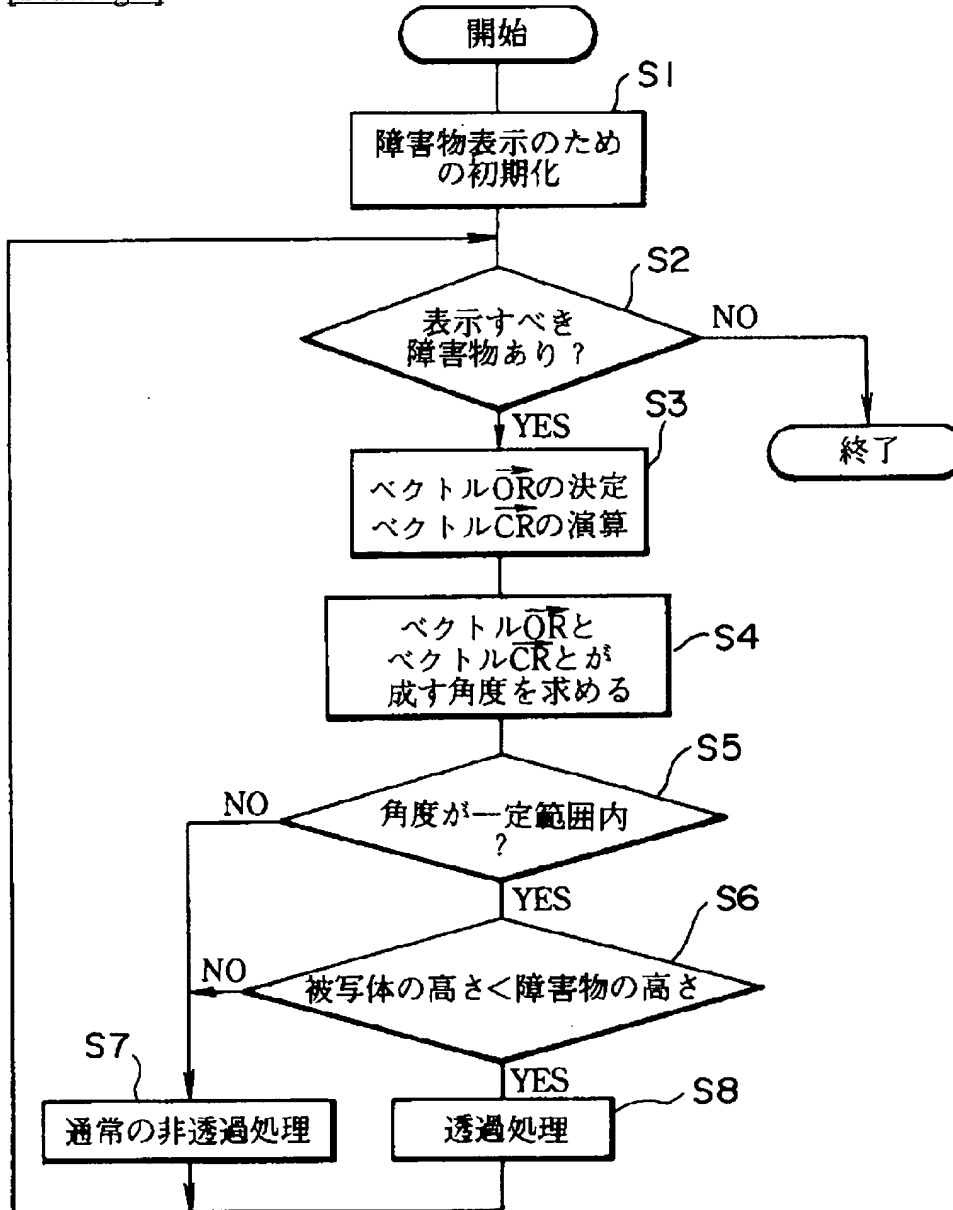 開始
S1
障害物表示のため
の初期化
S2
表示すべき
障害物あり?
NO
YES
終了
S3
ベクトルORの決定
ベクトルCRの演算
S4
ベクトルORと
ベクトルCRとが
成す角度を求める
S5
角度が一定範囲内
?
NO
YES
S6
被写体の高さ<障害物の高さ
NO
YES
S7
通常の非透過処理
S8
透過処理